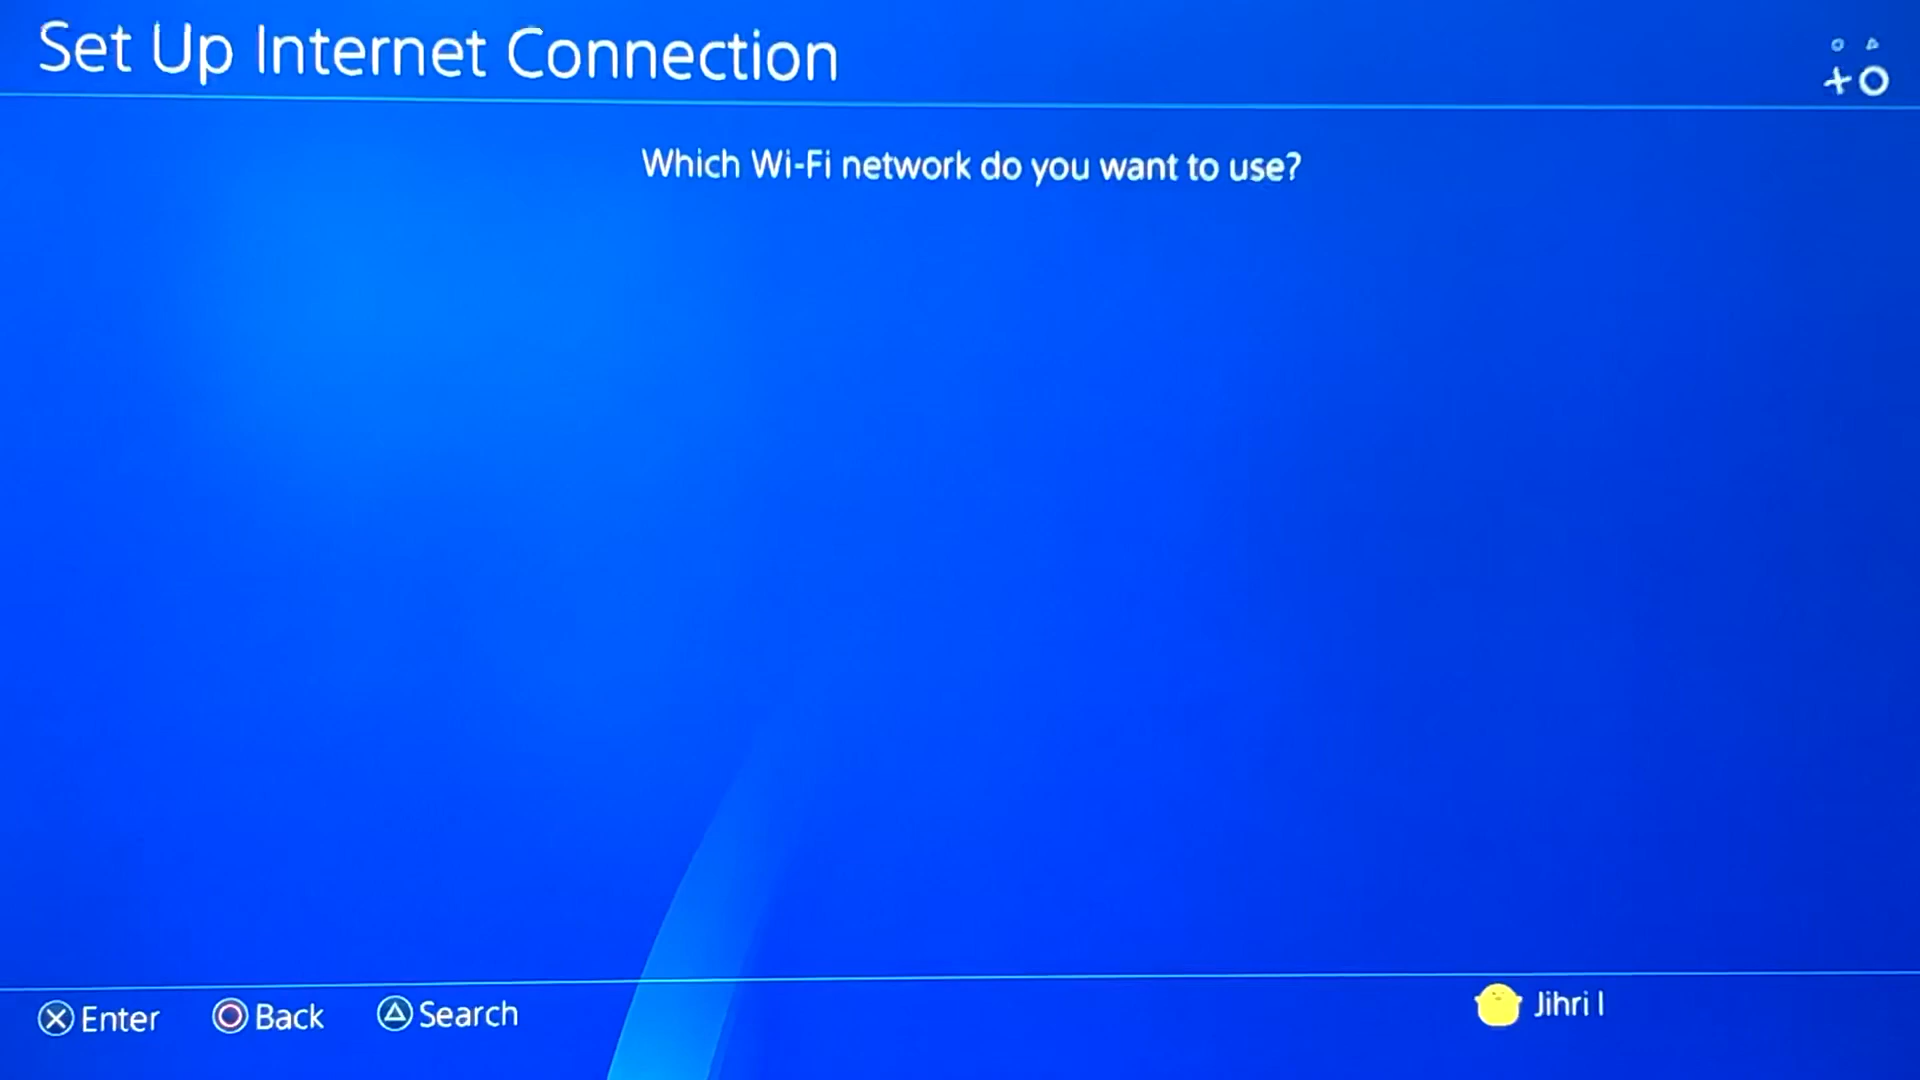 Set Up Internet Connection
Which Wi-Fi network do you want to use?
Enter Back Search
Jihri l